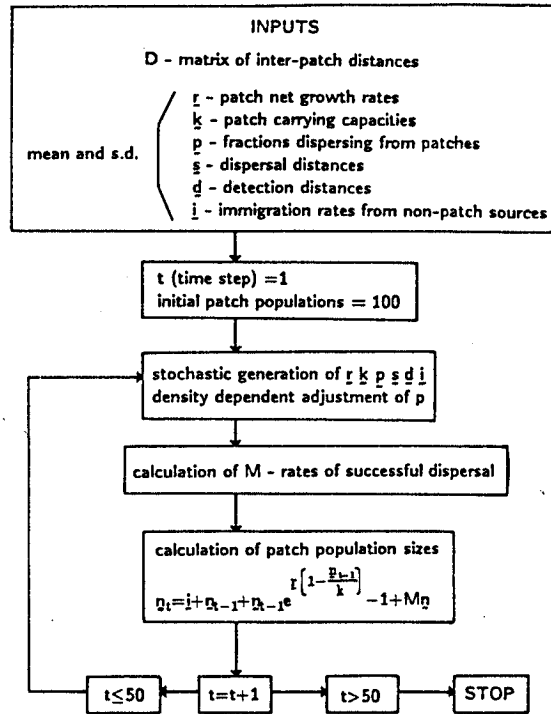 INPUTS
D - matrix of inter-patch distances
mean and s.d.
r - patch net growth rates
k - patch carrying capacities
p - fractions dispersing from patches
s - dispersal distances
d - detection distances
i - immigration rates from non-patch sources
t (time step) =1
initial patch populations = 100
stochastic generation of r k p s d i
density dependent adjustment of p
calculation of M - rates of successful dispersal
calculation of patch population sizes
n_t=i+n_{t-1}+n_{t-1}e^{r[1-\frac{n_{t-1}}{k}]}-1+Mn
t≤50
t=t+1
t>50
STOP